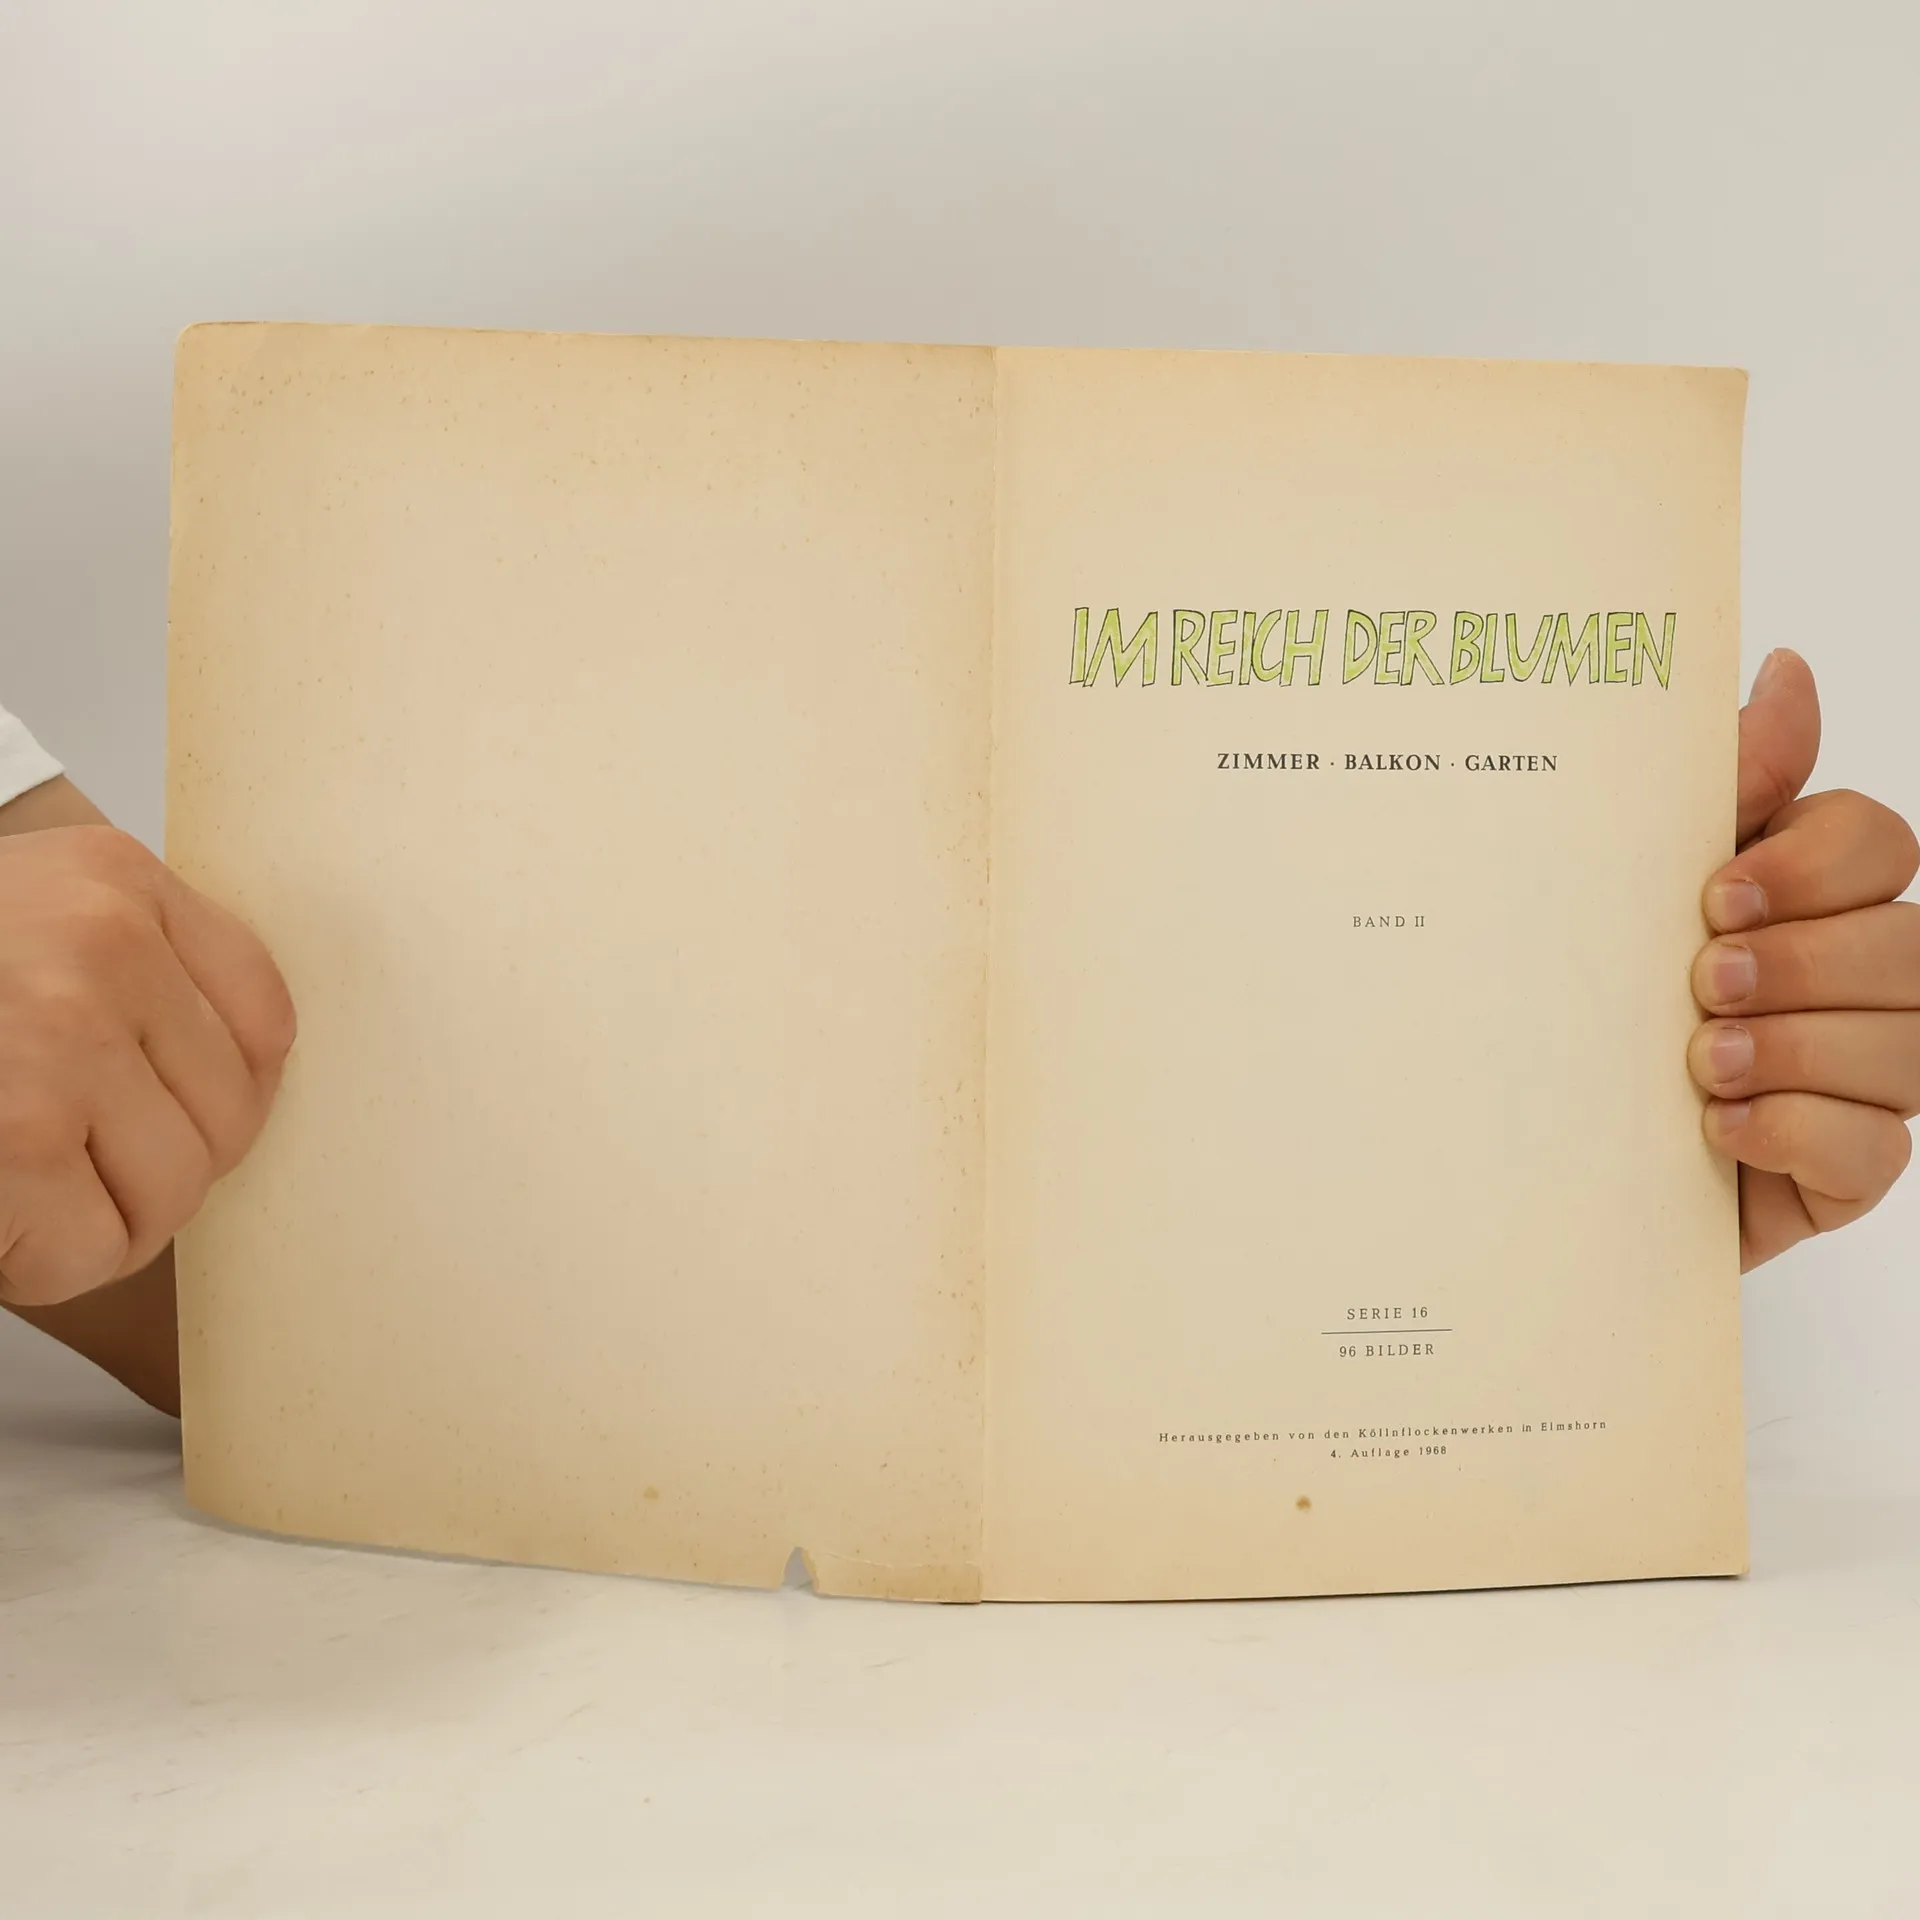 IM REICH DER BLUMEN
ZIMMER · BALKON · GARTEN
BAND II
SERIE 16
96 BILDER
Herausgegeben von den Köllnflockenwerken in Elmshorn
4. Auflage 1968